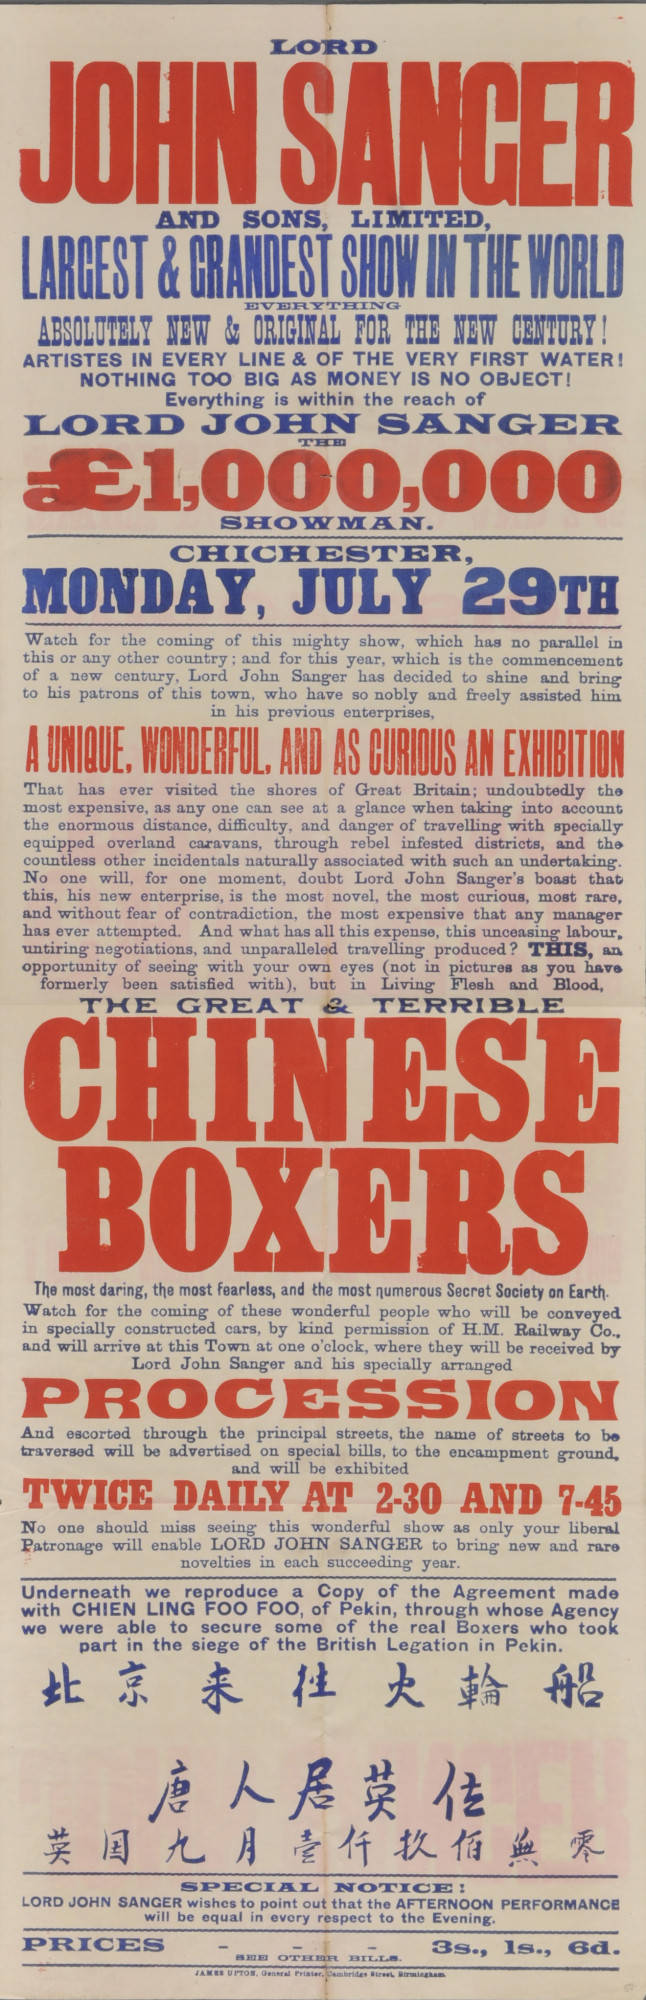 LORD
JOHN SANGER
AND SONS, LIMITED,
LARGEST & GRANDEST SHOW IN THE WORLD
EVERYTHING
ABSOLUTELY NEW & ORIGINAL FOR THE NEW CENTURY!
ARTISTES IN EVERY LINE & OF THE VERY FIRST WATER!
NOTHING TOO BIG AS MONEY IS NO OBJECT!
Everything is within the reach of
LORD JOHN SANGER
THE
£1,000,000
SHOWMAN.
CHICHESTER,
MONDAY, JULY 29TH
Watch for the coming of this mighty show, which has no parallel in
this or any other country; and for this year, which is the commencement
of a new century, Lord John Sanger has decided to shine and bring
to his patrons of this town, who have so nobly and freely assisted him
in his previous enterprises,
A UNIQUE, WONDERFUL, AND AS CURIOUS AN EXHIBITION
That has ever visited the shores of Great Britain; undoubtedly the
most expensive, as any one can see at a glance when taking into account
the enormous distance, difficulty, and danger of travelling with specially
equipped overland caravans, through rebel infested districts, and the
countless other incidentals naturally associated with such an undertaking.
No one will, for one moment, doubt Lord John Sanger's boast that
this, his new enterprise, is the most novel, the most curious, most rare,
and without fear of contradiction, the most expensive that any manager
has ever attempted. And what has all this expense, this unceasing labour,
untiring negotiations, and unparalleled travelling produced? THIS, an
opportunity of seeing with your own eyes (not in pictures as you have
formerly been satisfied with), but in Living Flesh and Blood,
THE GREAT & TERRIBLE
CHINESE
BOXERS
The most daring, the most fearless, and the most numerous Secret Society on Earth.
Watch for the coming of these wonderful people who will be conveyed
in specially constructed cars, by kind permission of H.M. Railway Co.,
and will arrive at this Town at one o'clock, where they will be received by
Lord John Sanger and his specially arranged
PROCESSION
And escorted through the principal streets, the name of streets to be
traversed will be advertised on special bills, to the encampment ground,
and will be exhibited
TWICE DAILY AT 2-30 AND 7-45
No one should miss seeing this wonderful show as only your liberal
Patronage will enable LORD JOHN SANGER to bring new and rare
novelties in each succeeding year.
Underneath we reproduce a Copy of the Agreement made
with CHIEN LING FOO FOO, of Pekin, through whose Agency
we were able to secure some of the real Boxers who took
part in the siege of the British Legation in Pekin.
北京来往火輪船
唐人居英位
英国九月壹仟玖佰無零
SPECIAL NOTICE!
LORD JOHN SANGER wishes to point out that the AFTERNOON PERFORMANCE
will be equal in every respect to the Evening.
PRICES - - - 3s., 1s., 6d.
SEE OTHER BILLS.
JAMES UPTON, General Printer, Cambridge Street, Birmingham.